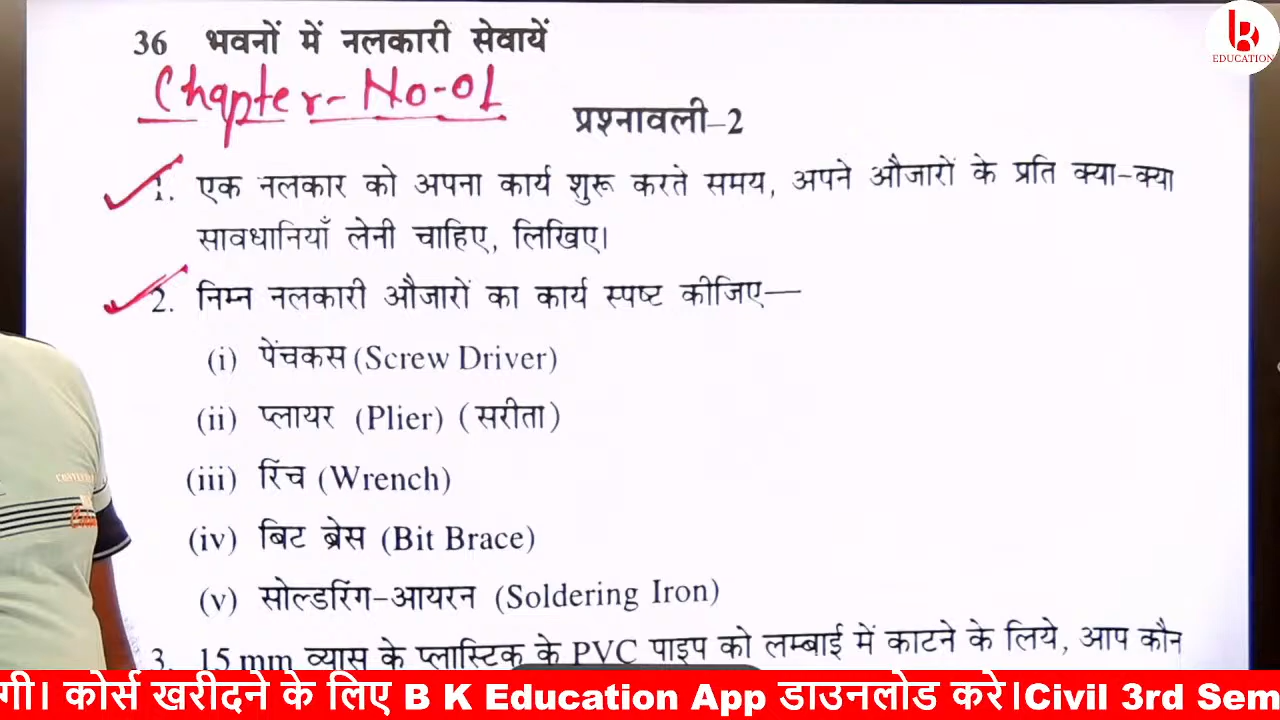 36 भवनों में नलकारी सेवायें
BK
EDUCATION
Chapter-No-01
प्रश्नावली–2
1. एक नलकार को अपना कार्य शुरू करते समय, अपने औजारों के प्रति क्या-क्या
सावधानियाँ लेनी चाहिए, लिखिए।
2. निम्न नलकारी औजारों का कार्य स्पष्ट कीजिए—
(i) पेंचकस (Screw Driver)
(ii) प्लायर (Plier) (सरीता)
(iii) रिंच (Wrench)
(iv) बिट ब्रेस (Bit Brace)
(v) सोल्डरिंग-आयरन (Soldering Iron)
3. 15 mm व्यास के प्लास्टिक के PVC पाइप को लम्बाई में काटने के लिये, आप कौन
गी। कोर्स खरीदने के लिए B K Education App डाउनलोड करे।Civil 3rd Sem